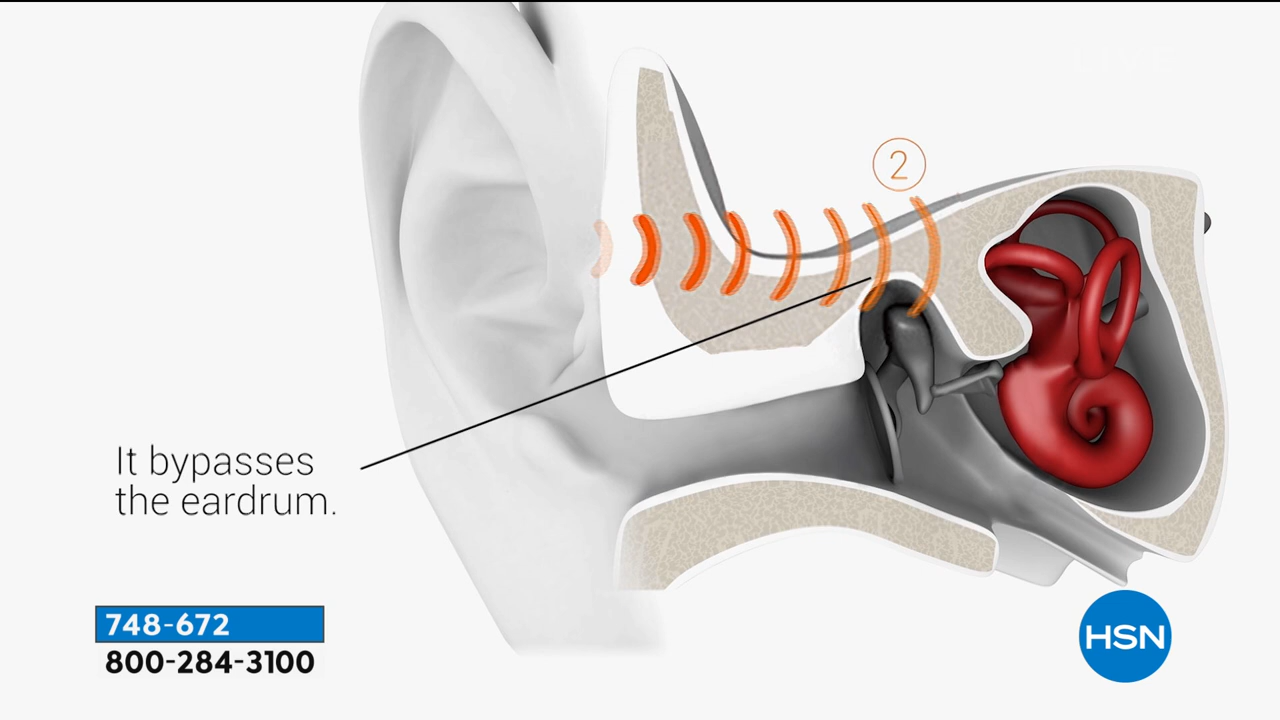 2
It bypasses
the eardrum.
748-672
800-284-3100
HSN